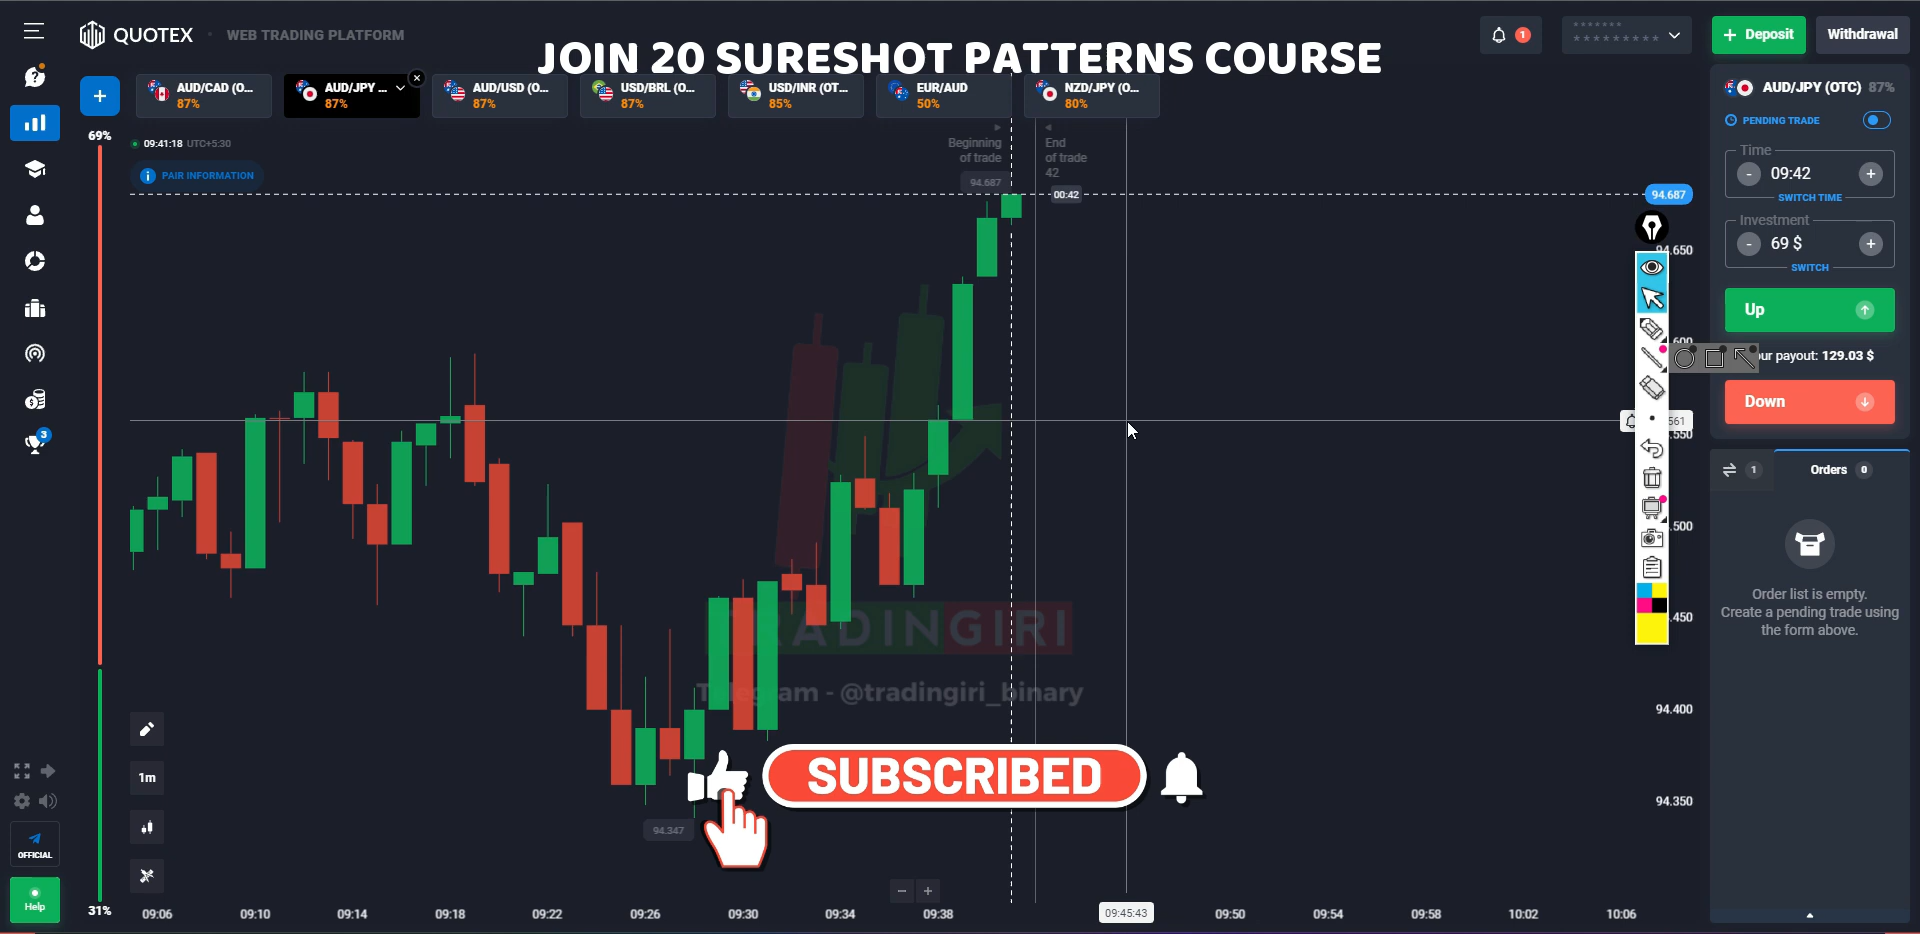 QUOTEX
WEB TRADING PLATFORM
JOIN 20 SURESHOT PATTERNS COURSE
1
*******
*********
+ Deposit
Withdrawal
AUD/CAD (O...
87%
AUD/JPY ...
87%
AUD/USD (O...
87%
USD/BRL (O...
87%
USD/INR (OT...
85%
EUR/AUD
50%
NZD/JPY (O...
80%
69%
09:41:18 UTC+5:30
PAIR INFORMATION
Beginning
of trade
End
of trade
42
94.687
00:42
94.687
94.650
.600
561
.550
.500
.450
94.400
94.350
AUD/JPY (OTC) 87%
PENDING TRADE
Time
- 09:42 +
SWITCH TIME
Investment
- 69 $ +
SWITCH
Up
our payout: 129.03 $
Down
1
Orders 0
Order list is empty.
Create a pending trade using
the form above.
3
TRADINGIRI
Telegram - @tradingiri_binary
SUBSCRIBED
94.347
1m
OFFICIAL
Help
31%
09:06
09:10
09:14
09:18
09:22
09:26
09:30
09:34
09:38
09:45:43
09:50
09:54
09:58
10:02
10:06